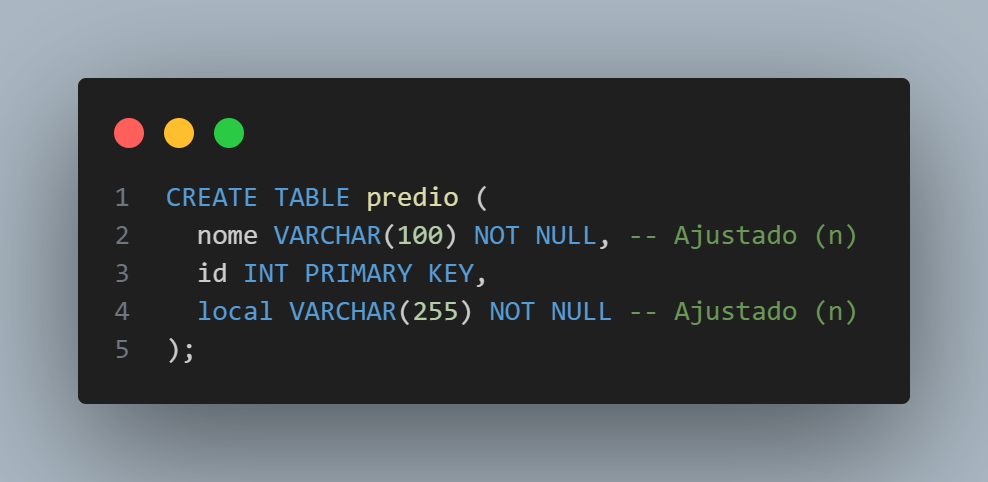 1 CREATE TABLE predio (
2 nome VARCHAR(100) NOT NULL, -- Ajustado (n)
3 id INT PRIMARY KEY,
4 local VARCHAR(255) NOT NULL -- Ajustado (n)
5 );